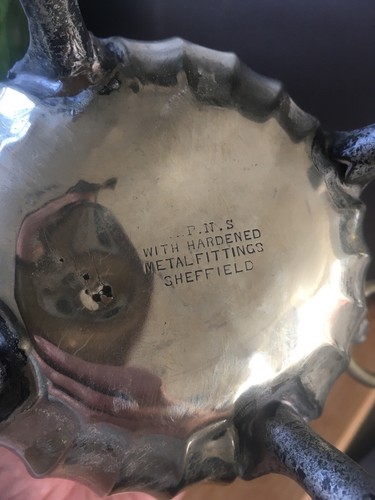 .P.N.S
WITH HARDENED
METAL FITTINGS
SHEFFIELD